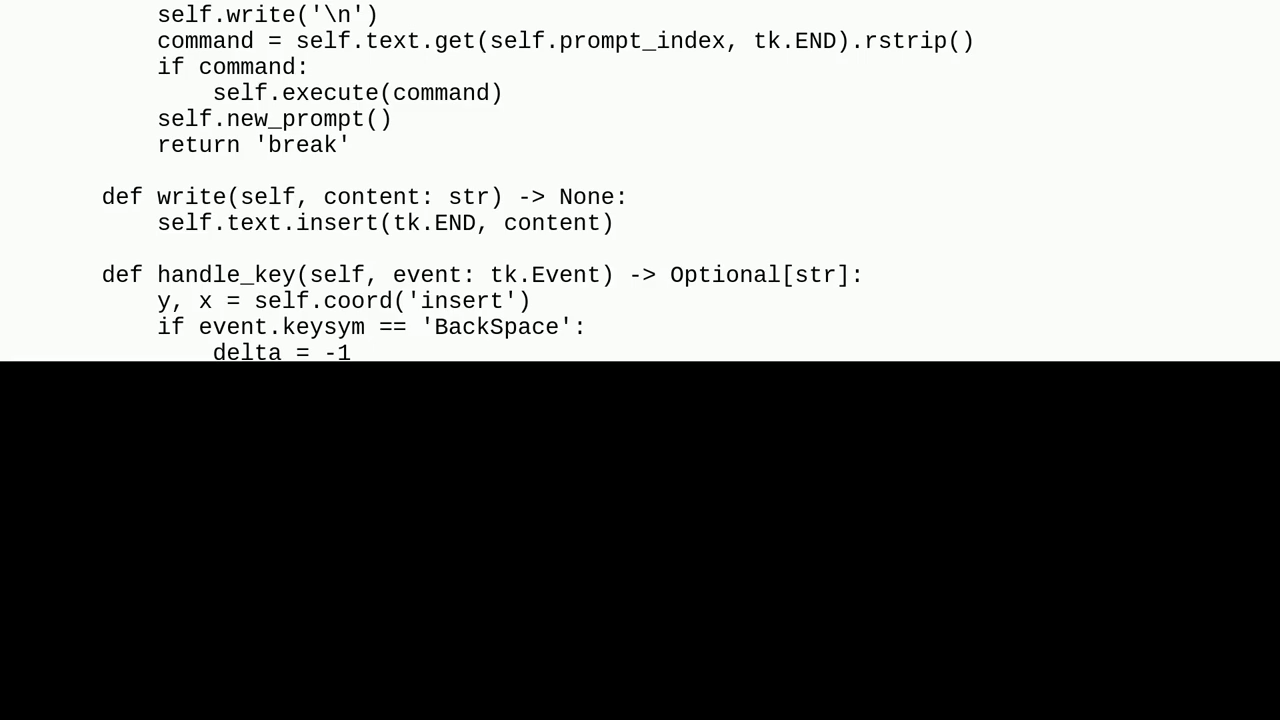 self.write('\n')
        command = self.text.get(self.prompt_index, tk.END).rstrip()
        if command:
            self.execute(command)
        self.new_prompt()
        return 'break'

    def write(self, content: str) -> None:
        self.text.insert(tk.END, content)

    def handle_key(self, event: tk.Event) -> Optional[str]:
        y, x = self.coord('insert')
        if event.keysym == 'BackSpace':
            delta = -1